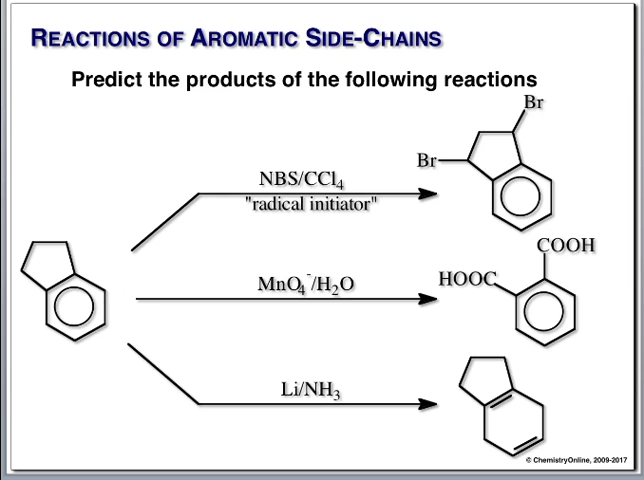 REACTIONS OF AROMATIC SIDE-CHAINS
Predict the products of the following reactions
Br
Br
NBS/CCl4
"radical initiator"
COOH
HOOC
MnO4-/H2O
Li/NH3
© ChemistryOnline, 2009-2017